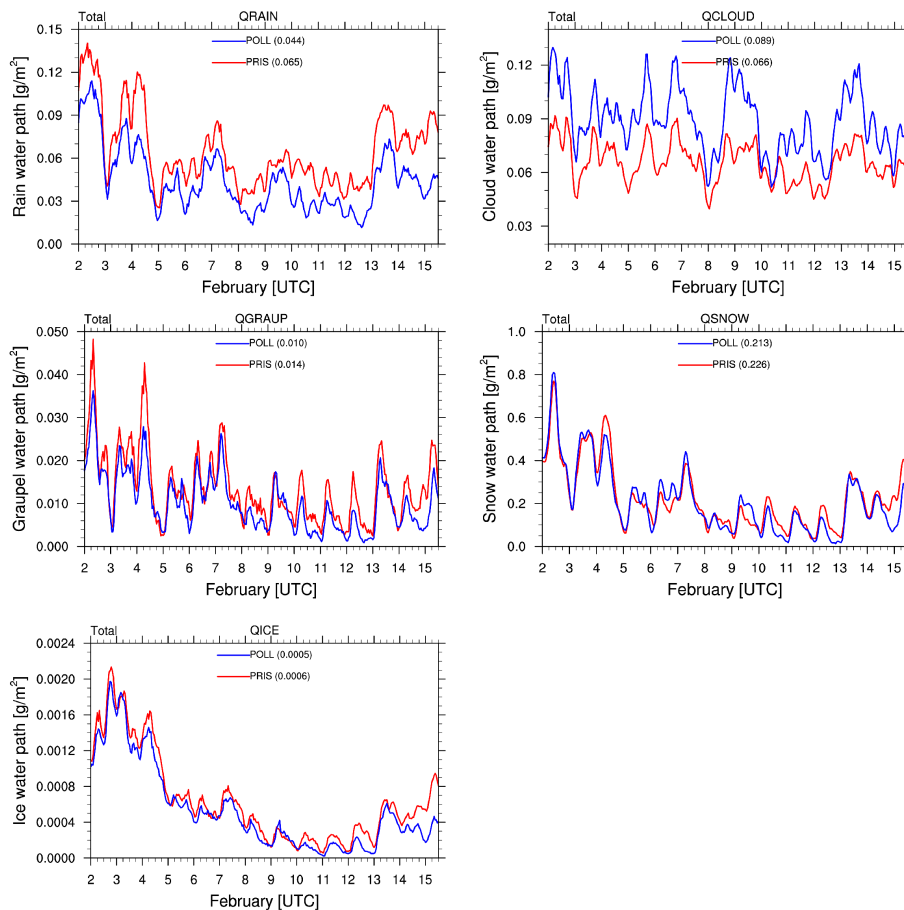 Total QRAIN
POLL (0.044)
PRIS (0.065)
Rain water path [g/m²]
0.15
0.12
0.09
0.06
0.03
0.00
2 3 4 5 6 7 8 9 10 11 12 13 14 15
February [UTC]
Total QCLOUD
POLL (0.089)
PRIS (0.066)
Cloud water path [g/m²]
0.12
0.09
0.06
0.03
2 3 4 5 6 7 8 9 10 11 12 13 14 15
February [UTC]
Total QGRAUP
POLL (0.010)
PRIS (0.014)
Graupel water path [g/m²]
0.050
0.040
0.030
0.020
0.010
0.000
2 3 4 5 6 7 8 9 10 11 12 13 14 15
February [UTC]
Total QSNOW
POLL (0.213)
PRIS (0.226)
Snow water path [g/m²]
1.0
0.8
0.6
0.4
0.2
0.0
2 3 4 5 6 7 8 9 10 11 12 13 14 15
February [UTC]
Total QICE
POLL (0.0005)
PRIS (0.0006)
Ice water path [g/m²]
0.0024
0.0020
0.0016
0.0012
0.0008
0.0004
0.0000
2 3 4 5 6 7 8 9 10 11 12 13 14 15
February [UTC]